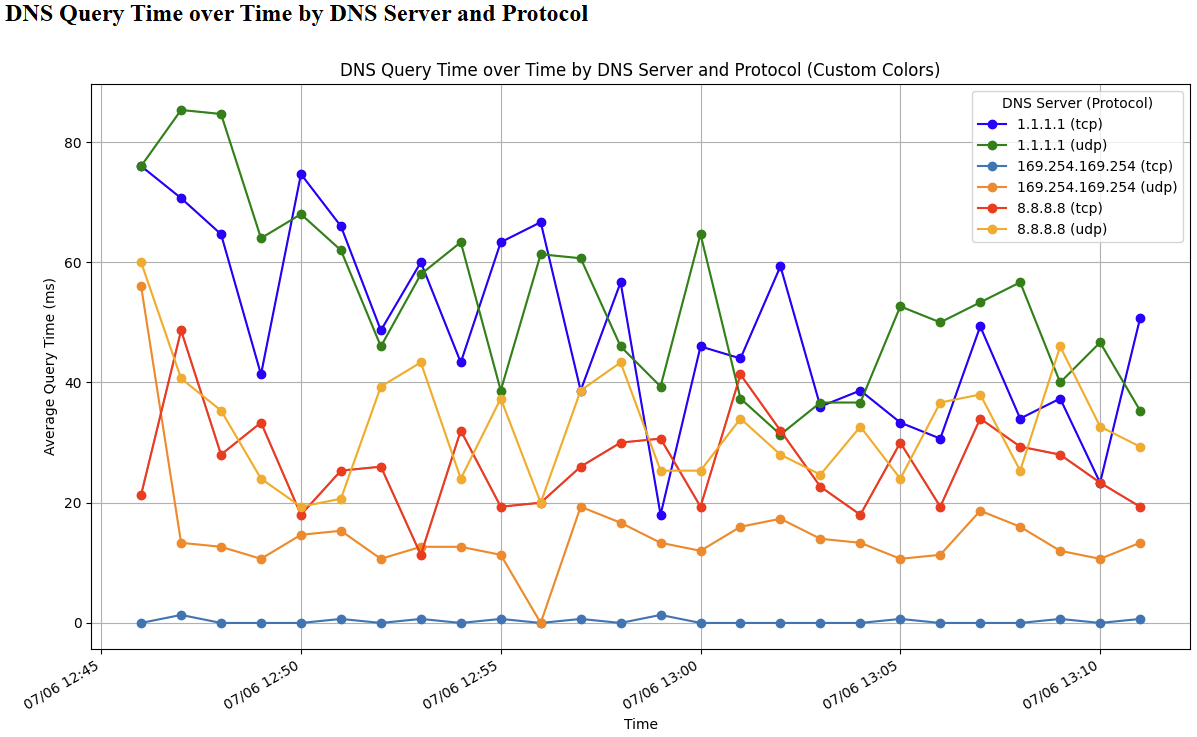 DNS Query Time over Time by DNS Server and Protocol
DNS Query Time over Time by DNS Server and Protocol (Custom Colors)
DNS Server (Protocol)
1.1.1.1 (tcp)
1.1.1.1 (udp)
169.254.169.254 (tcp)
169.254.169.254 (udp)
8.8.8.8 (tcp)
8.8.8.8 (udp)
Average Query Time (ms)
80
60
40
20
0
07/06 12:45
07/06 12:50
07/06 12:55
07/06 13:00
07/06 13:05
07/06 13:10
Time